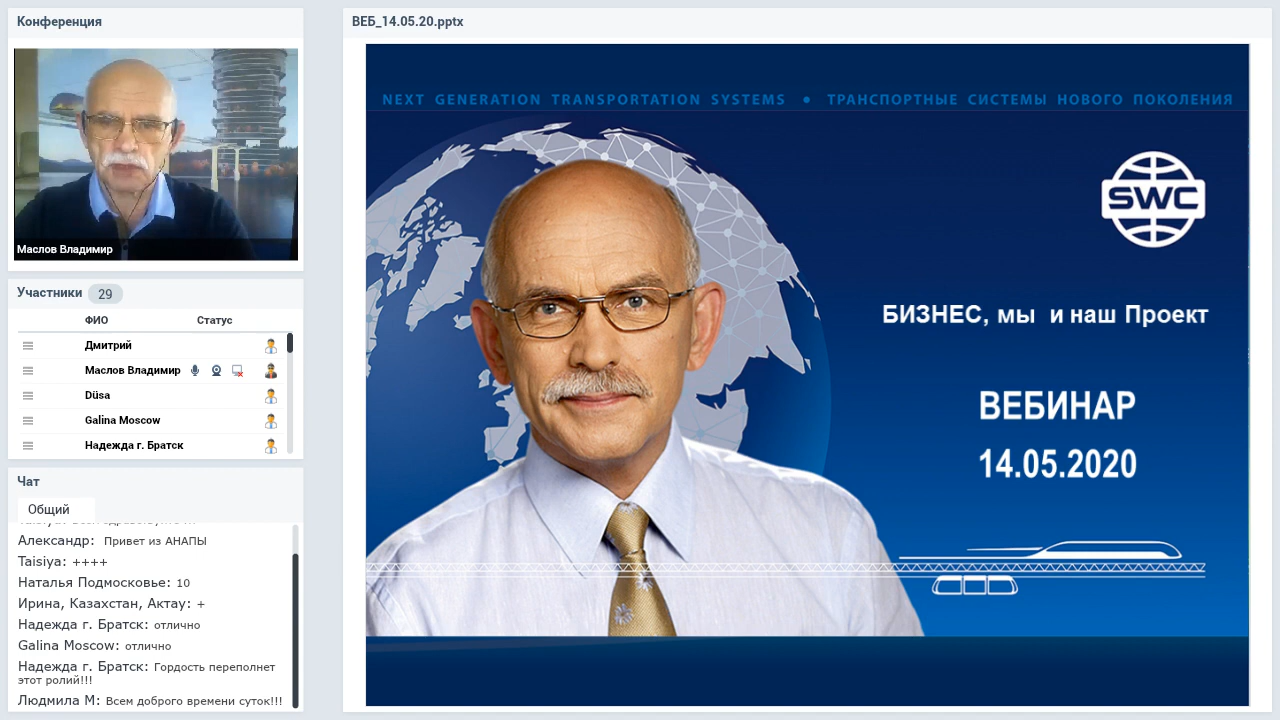 Конференция
Маслов Владимир
Участники 29
ФИО Статус
Дмитрий
Маслов Владимир
Düsa
Galina Moscow
Надежда г. Братск
Чат
Общий
Александр: Привет из АНАПЫ
Taisiya: ++++
Наталья Подмосковье: 10
Ирина, Казахстан, Актау: +
Надежда г. Братск: отлично
Galina Moscow: отлично
Надежда г. Братск: Гордость переполнет
этот ролий!!!
Людмила М: Всем доброго времени суток!!!
ВЕБ_14.05.20.pptx
NEXT GENERATION TRANSPORTATION SYSTEMS • ТРАНСПОРТНЫЕ СИСТЕМЫ НОВОГО ПОКОЛЕНИЯ
SWC
БИЗНЕС, мы и наш Проект
ВЕБИНАР
14.05.2020